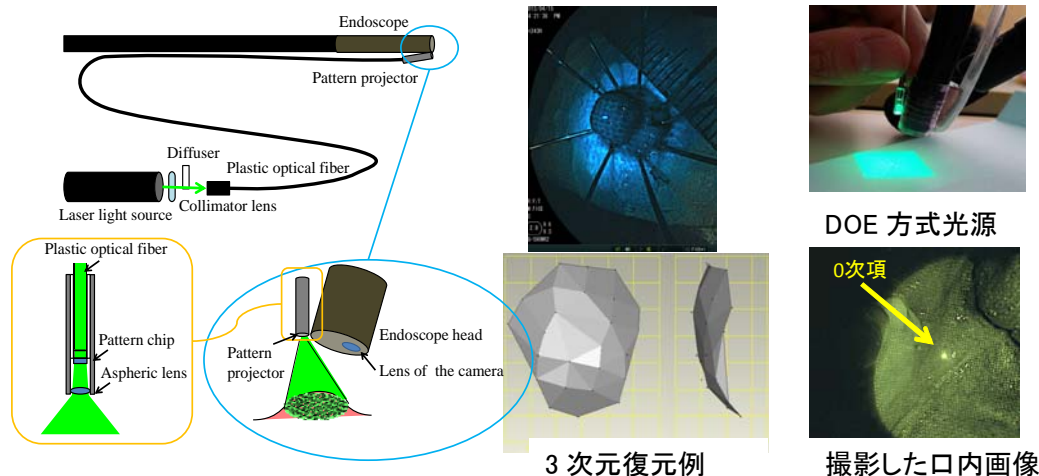 Endoscope
Pattern projector
Diffuser
Plastic optical fiber
Collimator lens
Laser light source
Plastic optical fiber
Pattern chip
Aspheric lens
Pattern
projector
Endoscope head
Lens of the camera
3 次元復元例
DOE 方式光源
0次項
撮影した口内画像